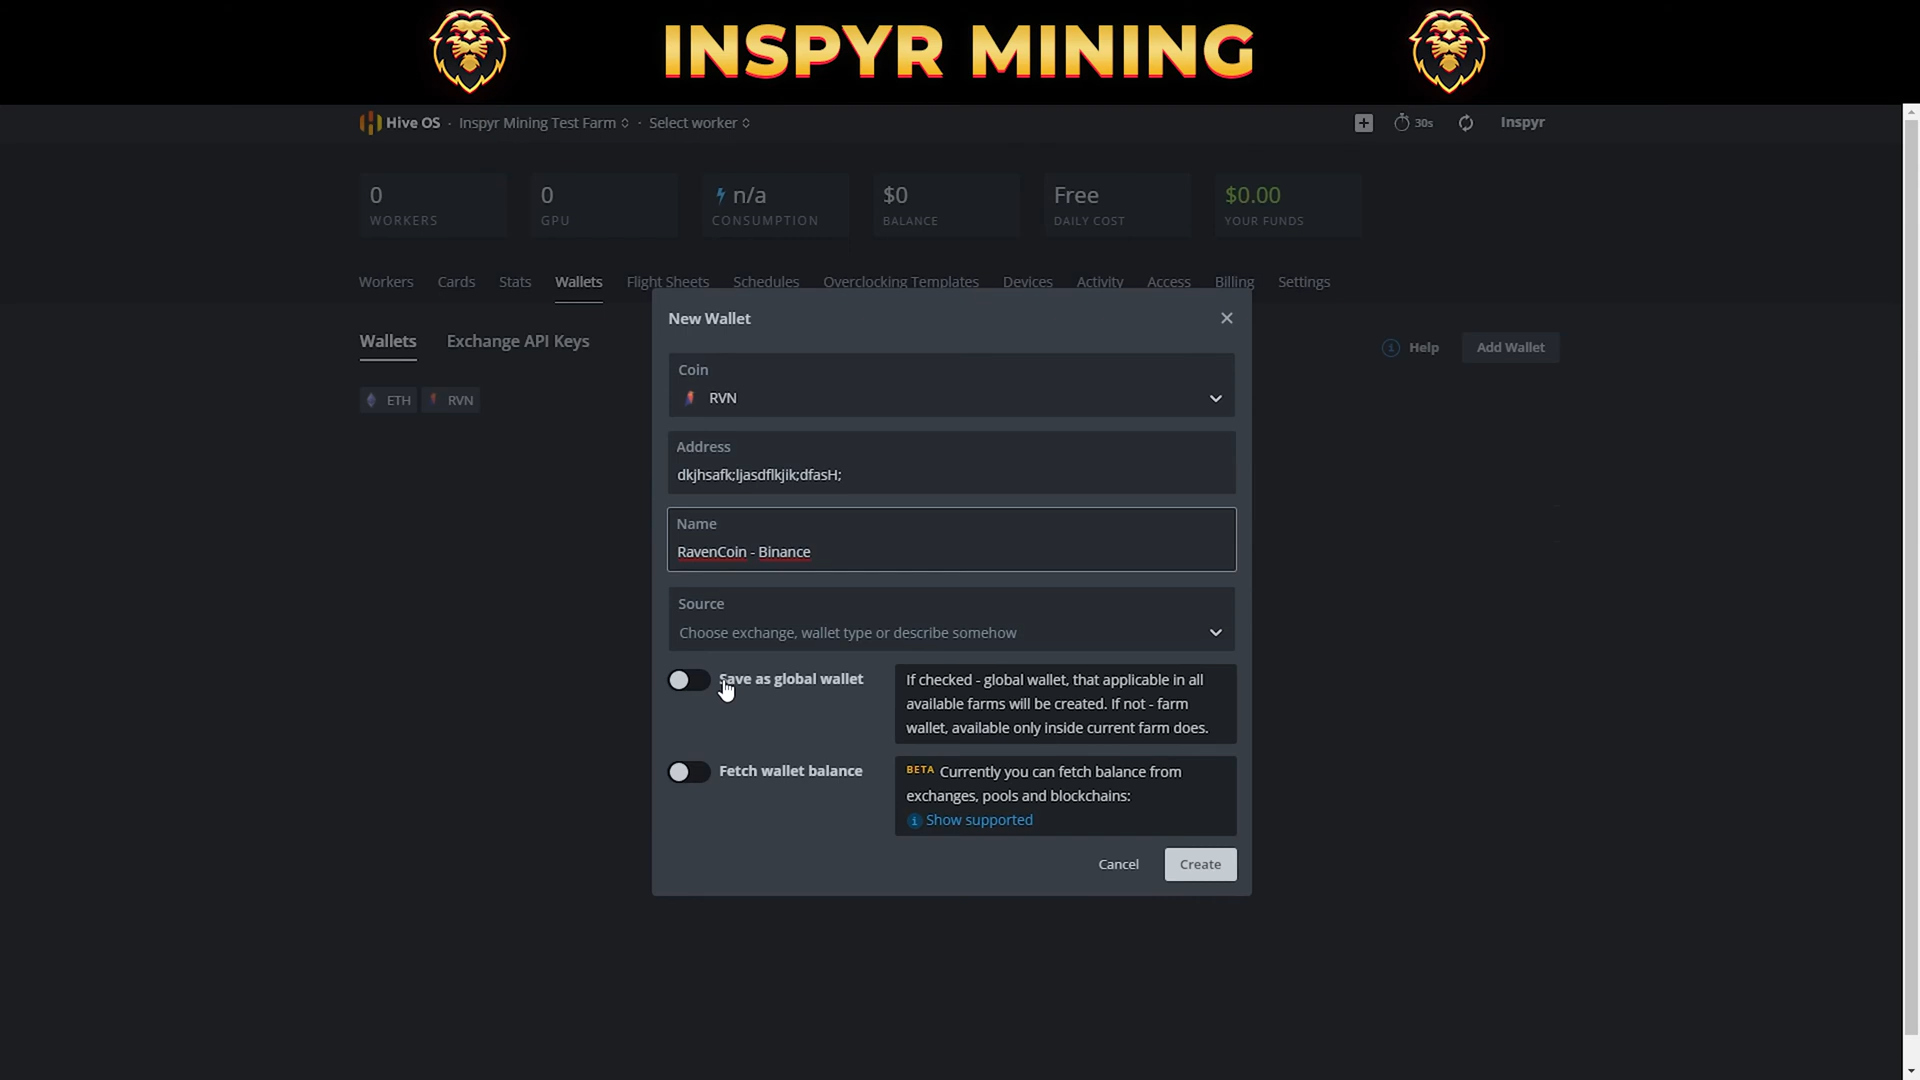 INSPYR MINING
Hive OS · Inspyr Mining Test Farm · Select worker
30s
Inspyr
0
WORKERS
0
GPU
n/a
CONSUMPTION
$0
BALANCE
Free
DAILY COST
$0.00
YOUR FUNDS
Workers Cards Stats Wallets Flight Sheets Schedules Overclocking Templates Devices Activity Access Billing Settings
Wallets Exchange API Keys
Help
Add Wallet
ETH RVN
New Wallet
Coin
RVN
Address
dkjhsafk;ljasdflkjik;dfasH;
Name
RavenCoin - Binance
Source
Choose exchange, wallet type or describe somehow
Save as global wallet
If checked - global wallet, that applicable in all
available farms will be created. If not - farm
wallet, available only inside current farm does.
Fetch wallet balance
BETA Currently you can fetch balance from
exchanges, pools and blockchains:
Show supported
Cancel
Create